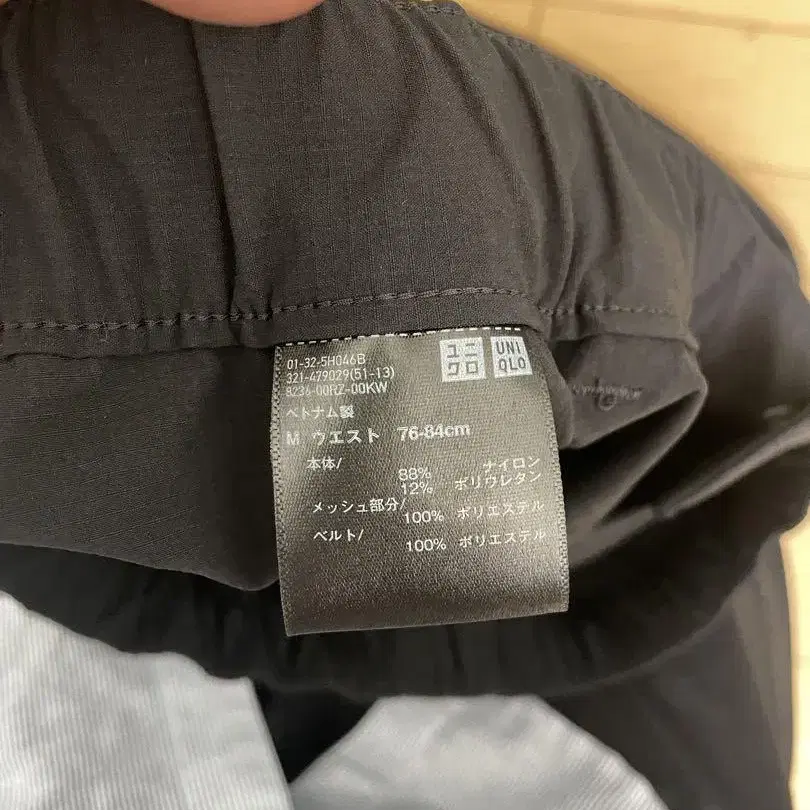 01-32-5H046B
321-479029(51-13)
8236-00RZ-00KW
ユニクロ
UNIQLO
ベトナム製
M ウエスト 76-84cm
本体/
88% ナイロン
12% ポリウレタン
メッシュ部分/
100% ポリエステル
ベルト/
100% ポリエステル